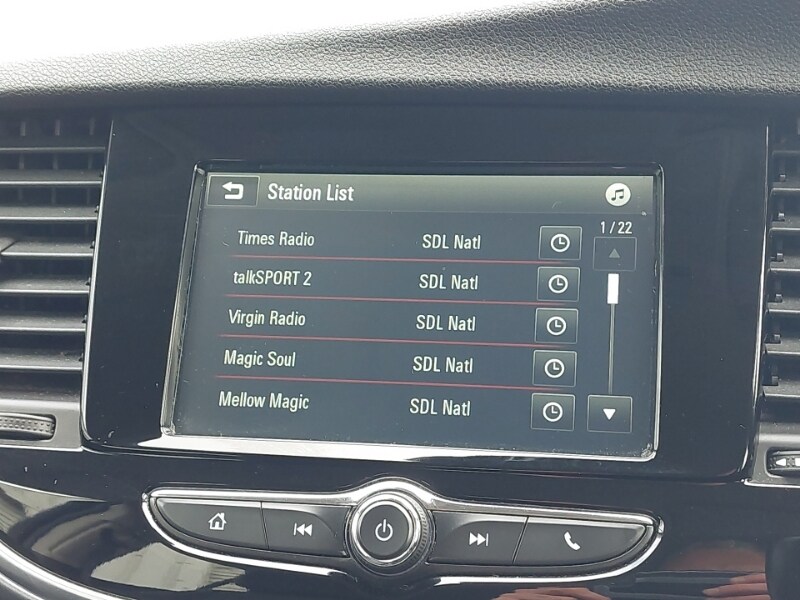 Station List
1 / 22
Times Radio SDL Natl
talkSPORT 2 SDL Natl
Virgin Radio SDL Natl
Magic Soul SDL Natl
Mellow Magic SDL Natl